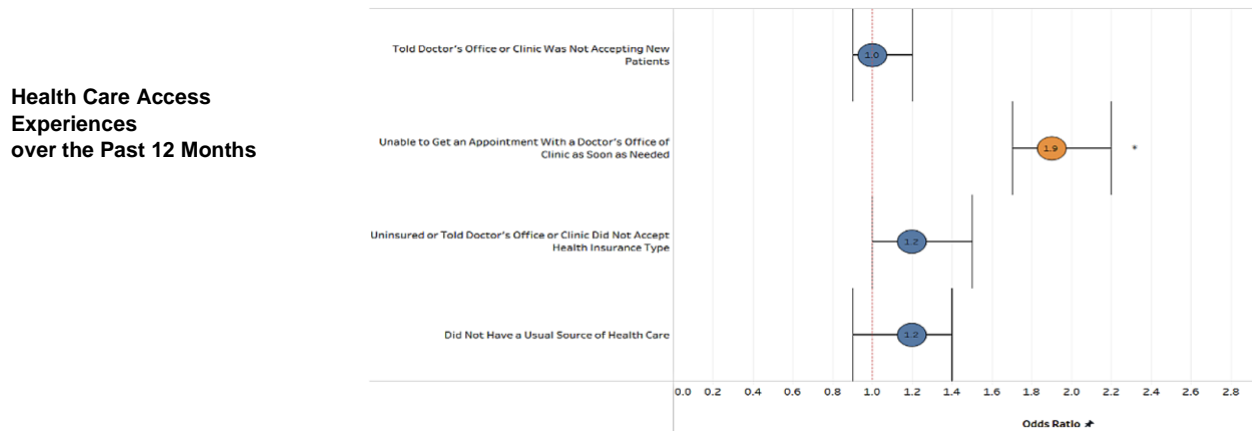 Health Care Access
Experiences
over the Past 12 Months
Told Doctor's Office or Clinic Was Not Accepting New
Patients
1.0
Unable to Get an Appointment With a Doctor's Office of
Clinic as Soon as Needed
1.9
*
Uninsured or Told Doctor's Office or Clinic Did Not Accept
Health Insurance Type
1.2
Did Not Have a Usual Source of Health Care
1.2
0.0 0.2 0.4 0.6 0.8 1.0 1.2 1.4 1.6 1.8 2.0 2.2 2.4 2.6 2.8
Odds Ratio